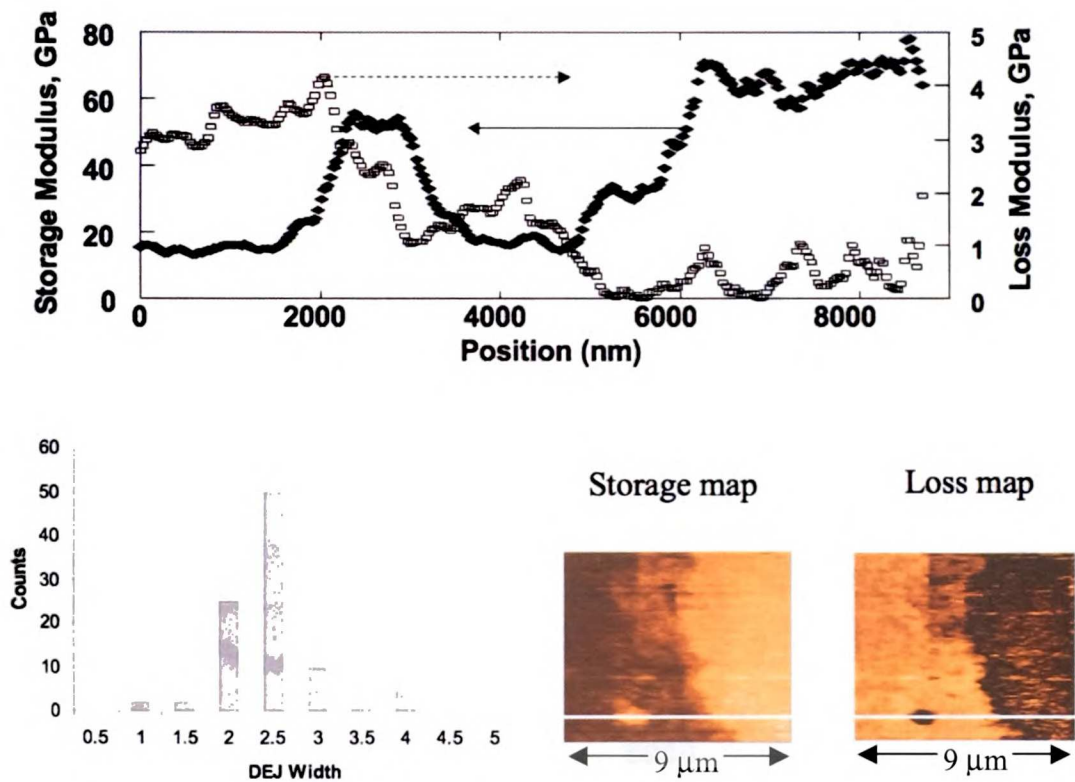 Storage Modulus, GPa
80
60
40
20
0
5
4
3
2
1
0
Loss Modulus, GPa
0 2000 4000 6000 8000
Position (nm)
Counts
60
50
40
30
20
10
0
0.5 1 1.5 2 2.5 3 3.5 4 4.5 5
DEJ Width
Storage map
Loss map
9 µm
9 µm